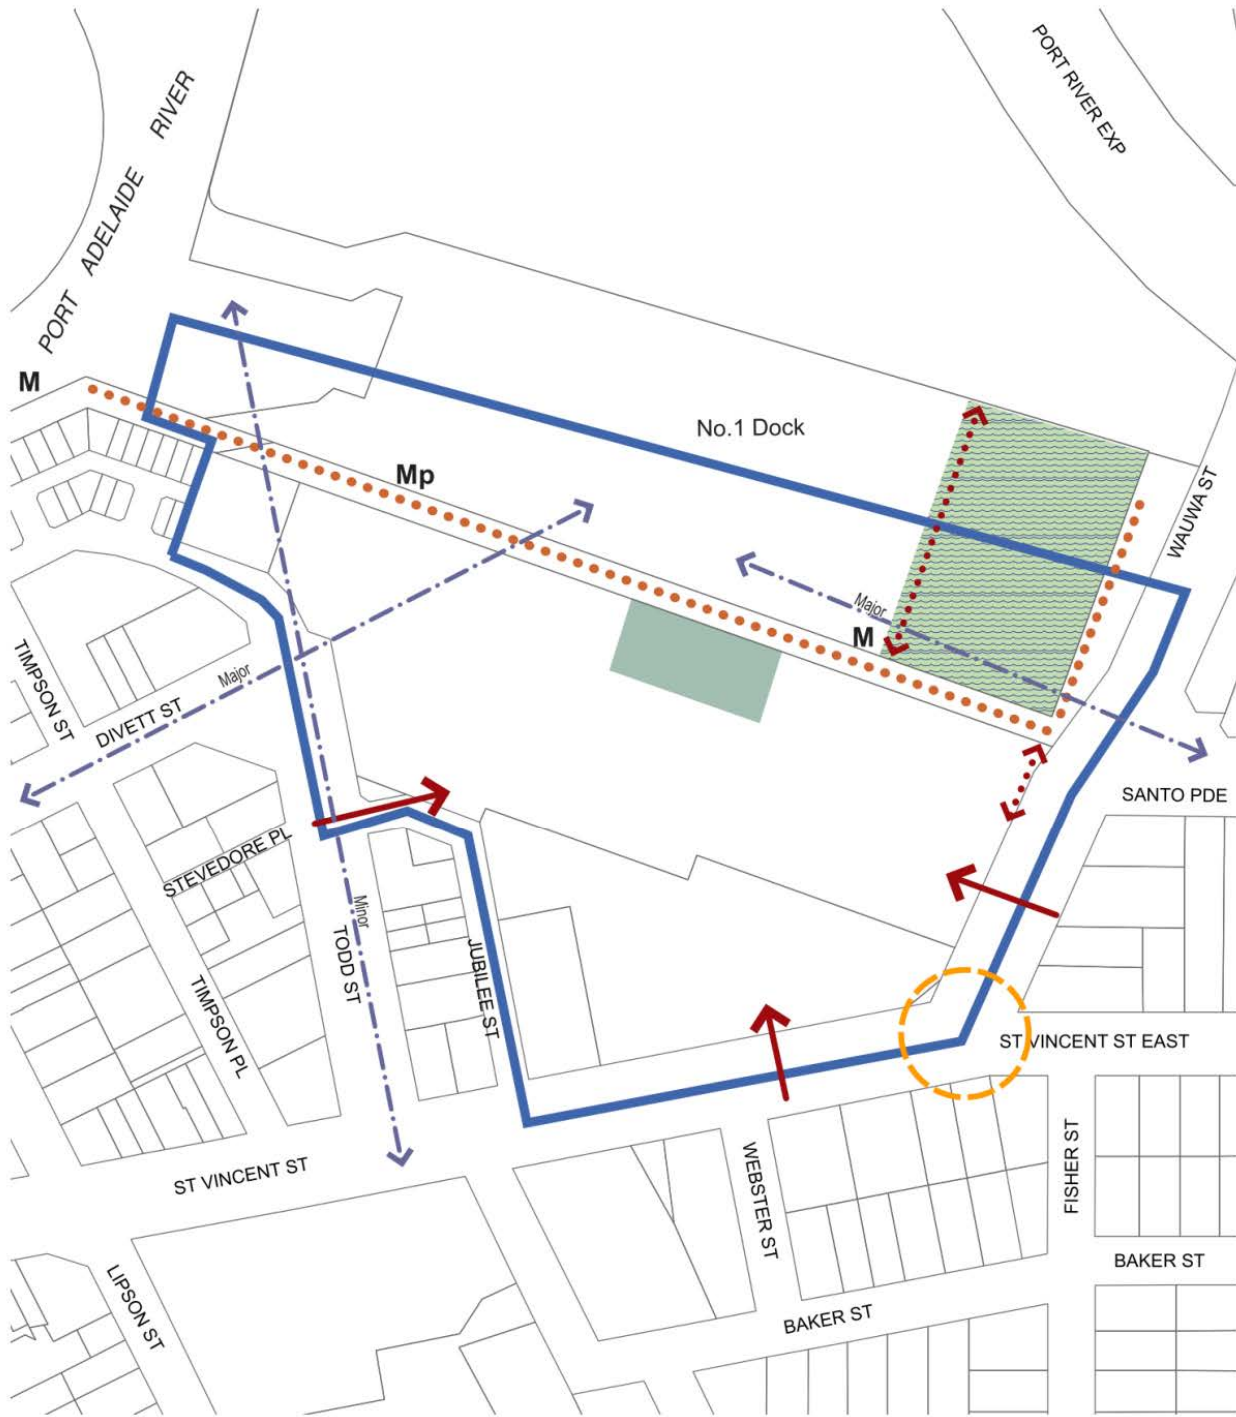 PORT RIVER EXP
PORT ADELAIDE RIVER
M
No.1 Dock
Mp
WAUWA ST
Major
M
TIMPSON ST
Major
DIVETT ST
SANTO PDE
STEVEDORE PL
Minor
TODD ST
JUBILEE ST
TIMPSON PL
ST VINCENT ST EAST
ST VINCENT ST
WEBSTER ST
FISHER ST
BAKER ST
LIPSON ST
BAKER ST